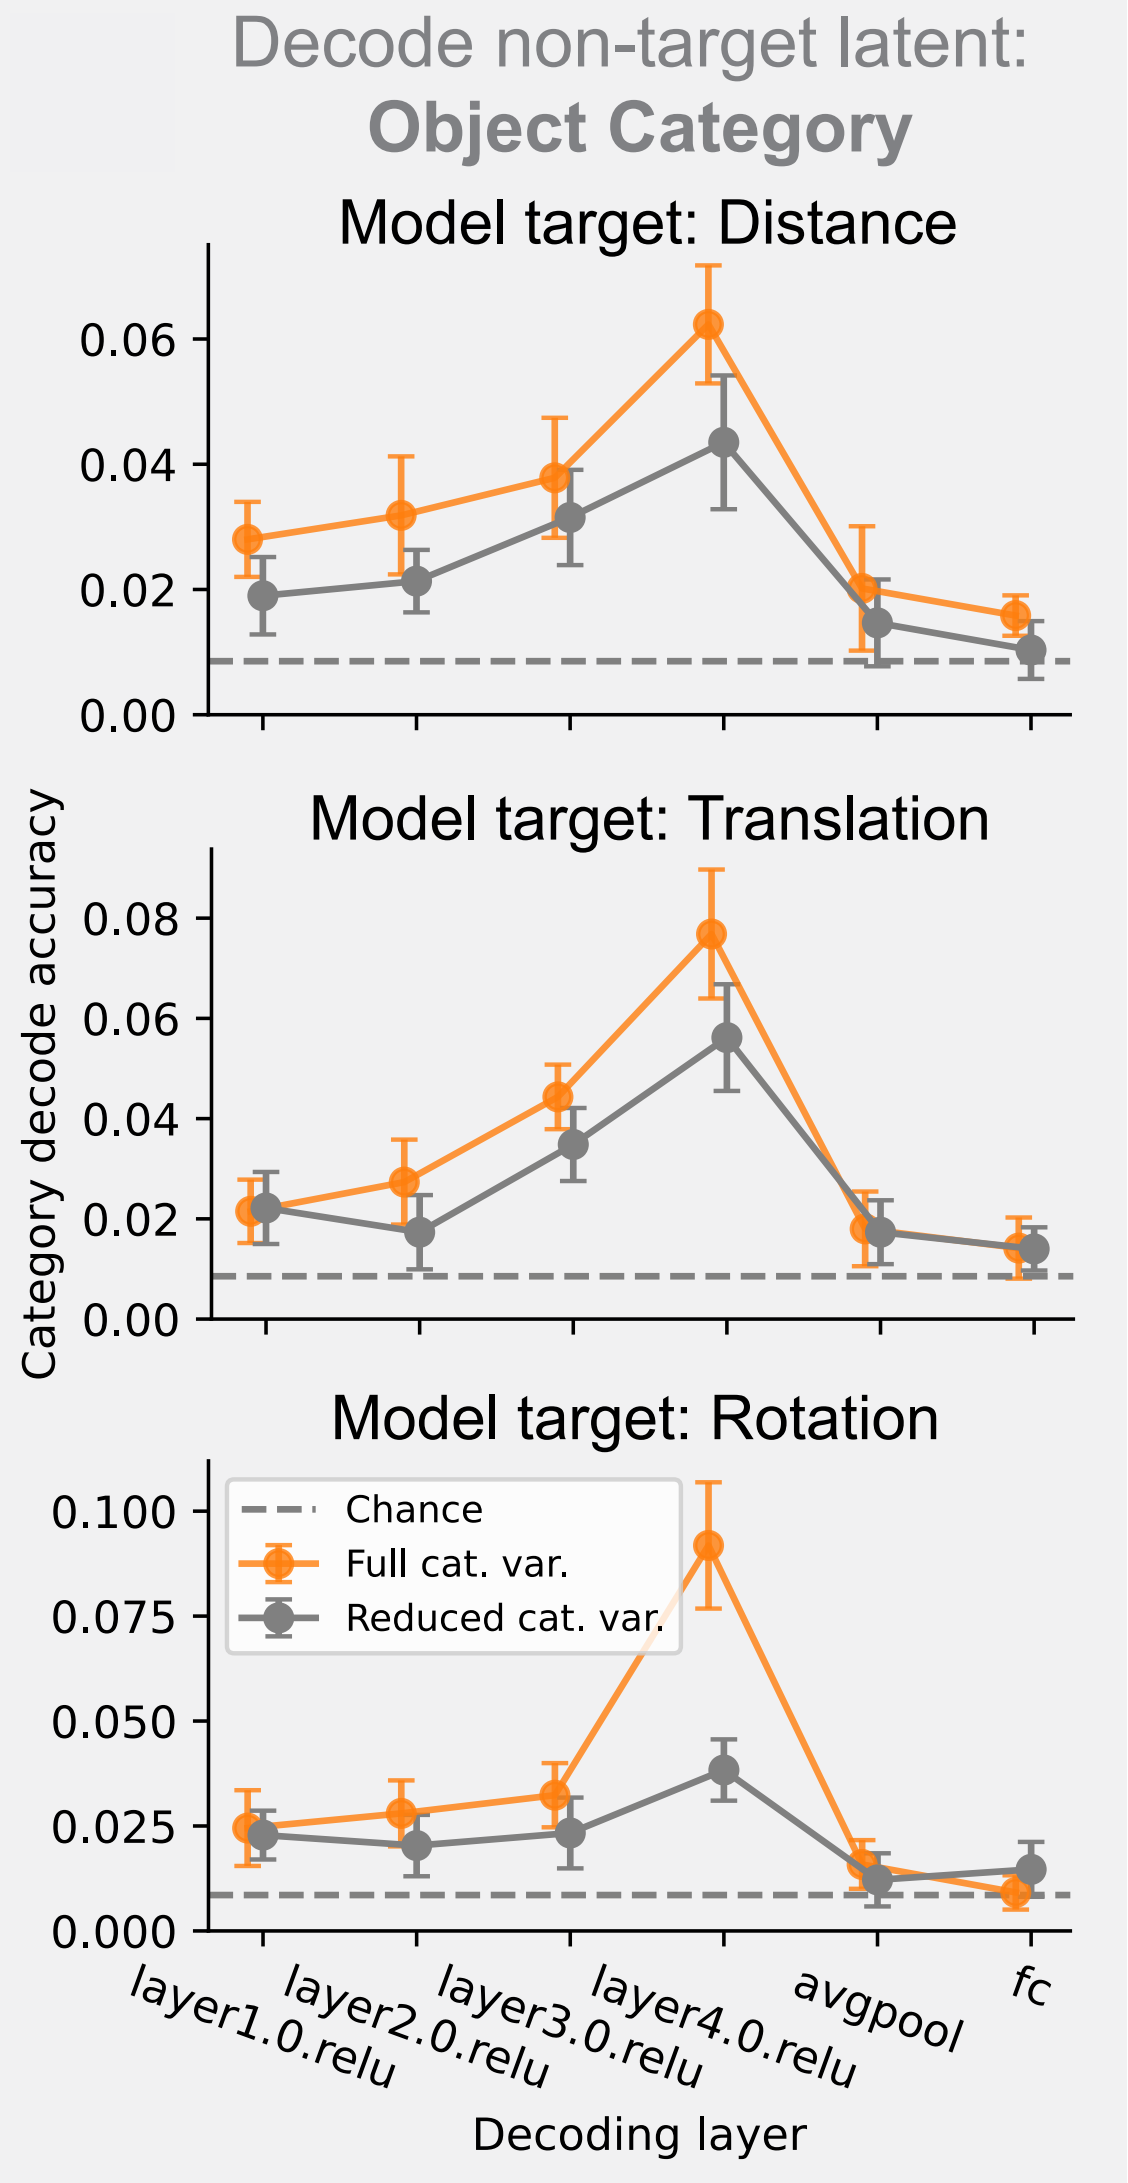 Decode non-target latent:
Object Category
Model target: Distance
0.06
0.04
0.02
0.00
Category decode accuracy
Model target: Translation
0.08
0.06
0.04
0.02
0.00
Model target: Rotation
0.100
0.075
0.050
0.025
0.000
Chance
Full cat. var.
Reduced cat. var.
layer1.0.relu
layer2.0.relu
layer3.0.relu
layer4.0.relu
avgpool
fc
Decoding layer